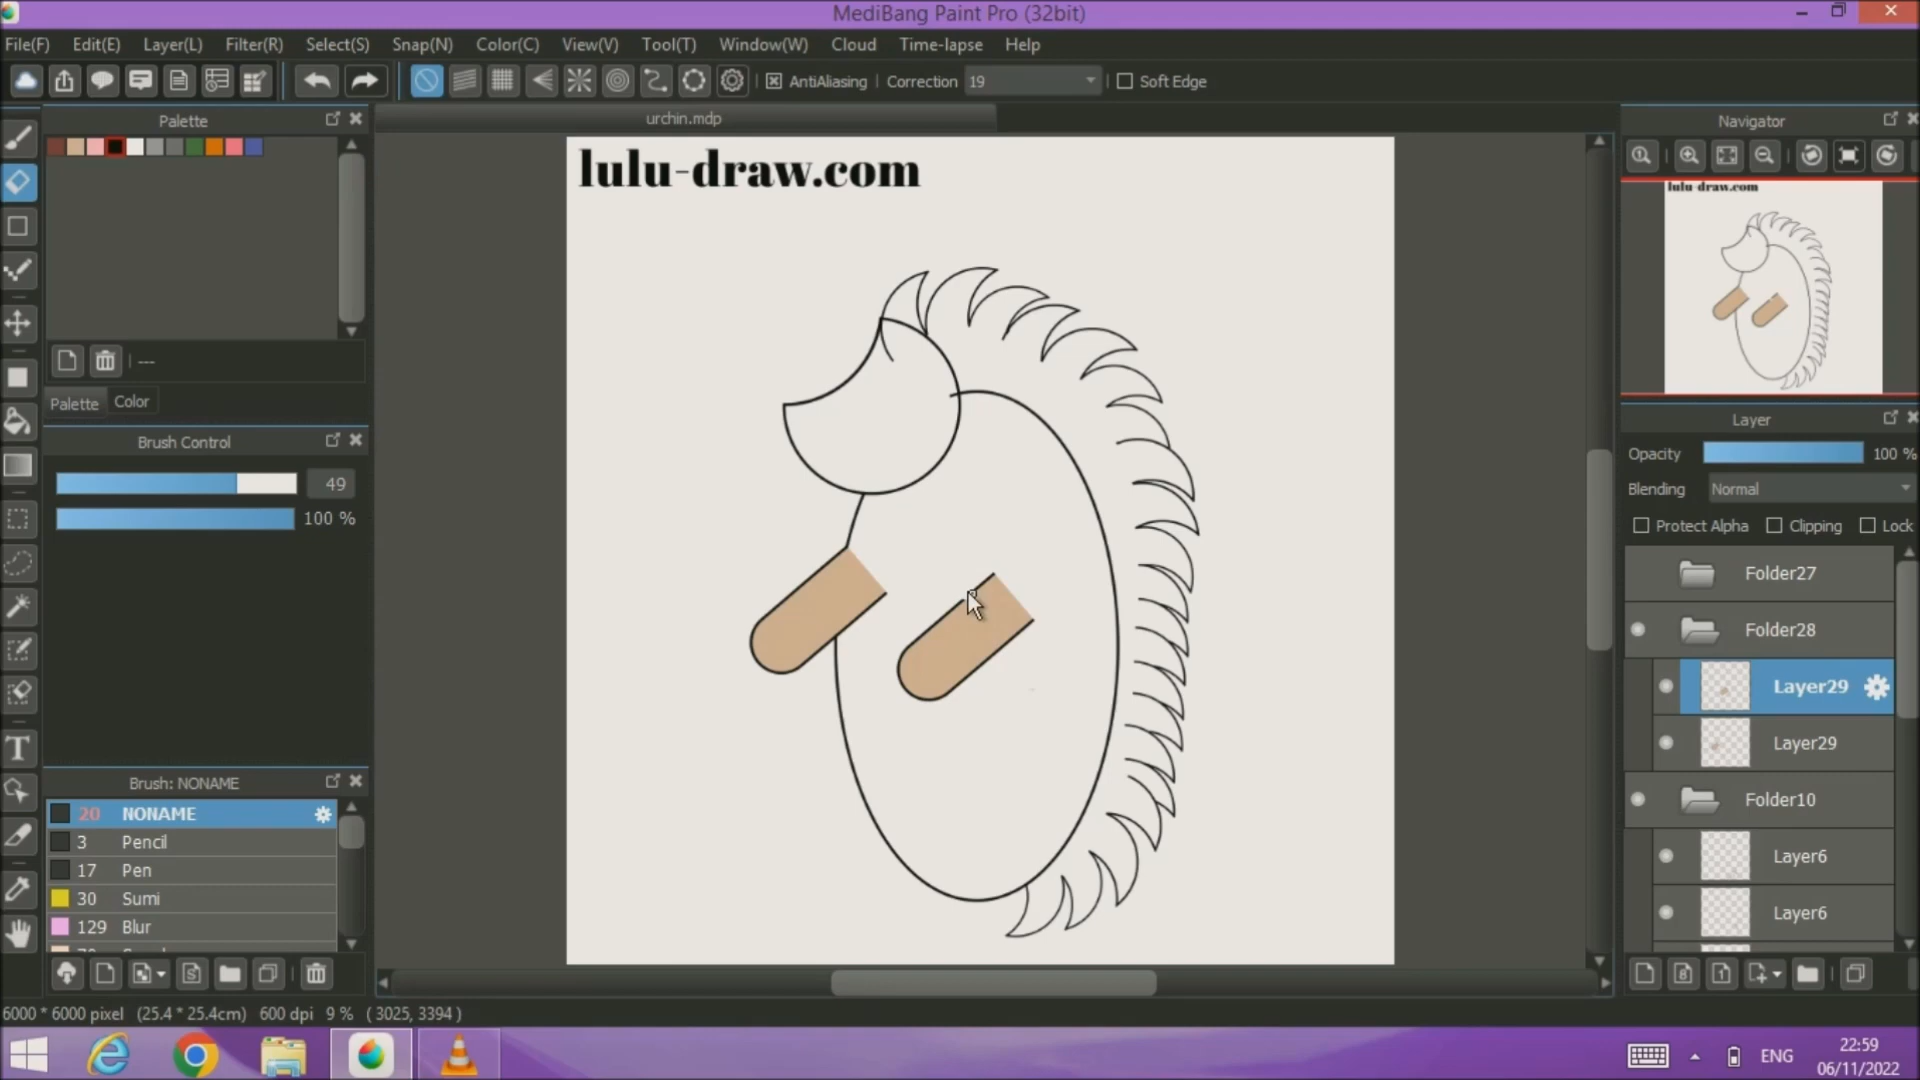 MediBang Paint Pro (32bit)
File(F) Edit(E) Layer(L) Filter(R) Select(S) Snap(N) Color(C) View(V) Tool(T) Window(W) Cloud Time-lapse Help
AntiAliasing Correction 19 Soft Edge
Palette
urchin.mdp
Navigator
lulu-draw.com
lulu-draw.com
---
Palette Color
Brush Control
49
100 %
Layer
Opacity 100 %
Blending Normal
Protect Alpha Clipping Lock
Folder27
Folder28
Layer29
Layer29
Folder10
Layer6
Layer6
Brush: NONAME
20 NONAME
3 Pencil
17 Pen
30 Sumi
129 Blur
6000 * 6000 pixel (25.4 * 25.4cm) 600 dpi 9 % ( 3025, 3394 )
ENG
22:59
06/11/2022